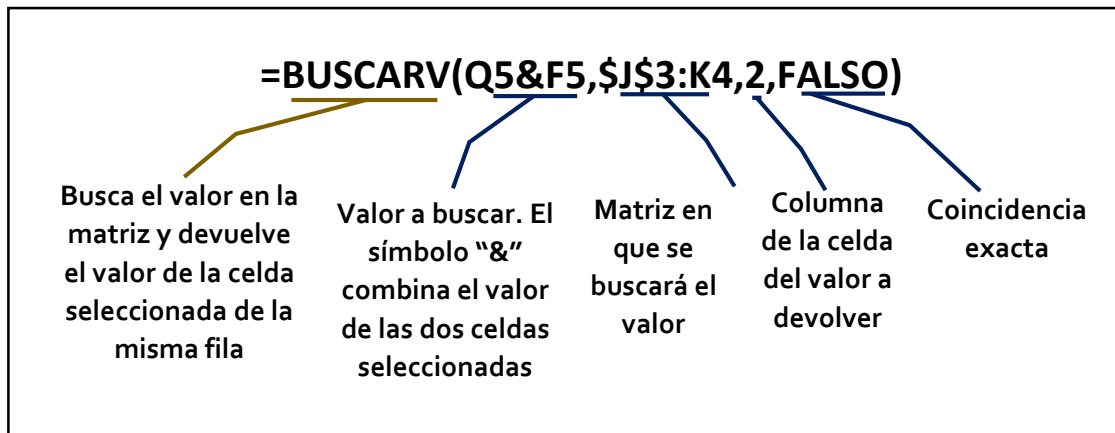 =BUSCARV(Q5&F5,$J$3:K4,2,FALSO)
Busca el valor en la
matriz y devuelve
el valor de la celda
seleccionada de la
misma fila
Valor a buscar. El
símbolo “&”
combina el valor
de las dos celdas
seleccionadas
Matriz en
que se
buscará el
valor
Columna
de la celda
del valor a
devolver
Coincidencia
exacta